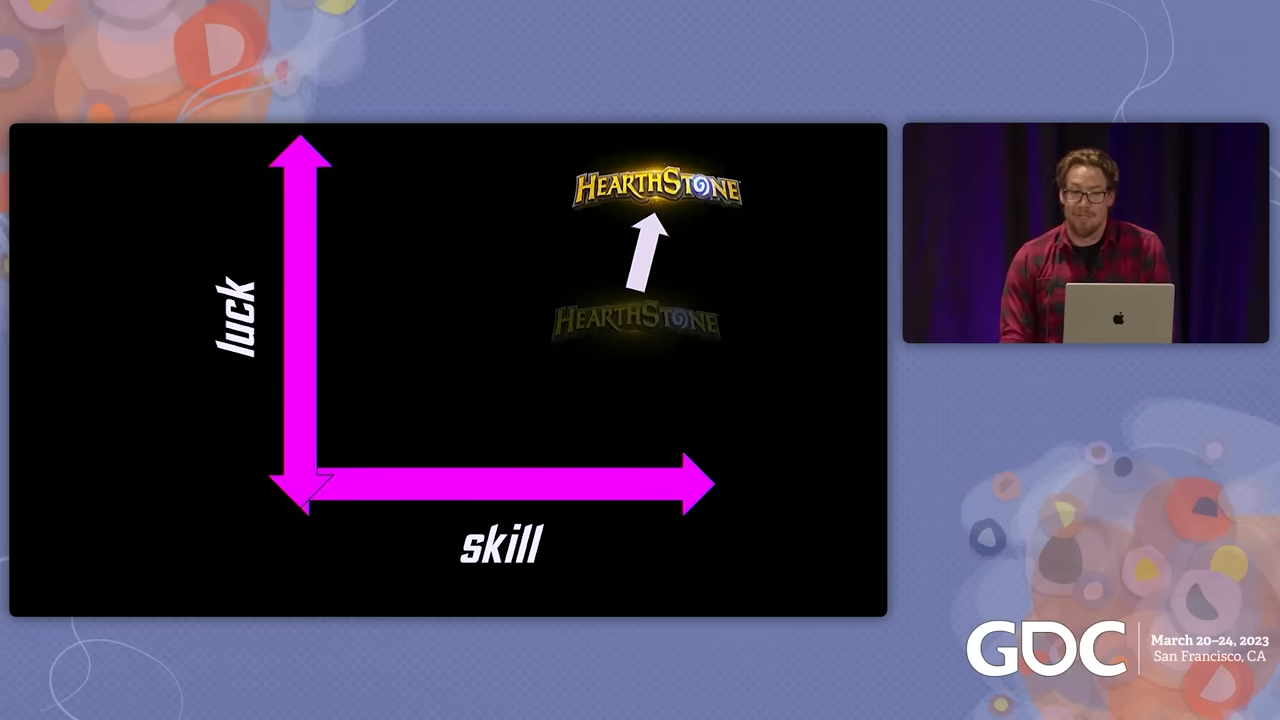 luck
HEARTHSTONE
HEARTHSTONE
skill
GDC
March 20–24, 2023
San Francisco, CA